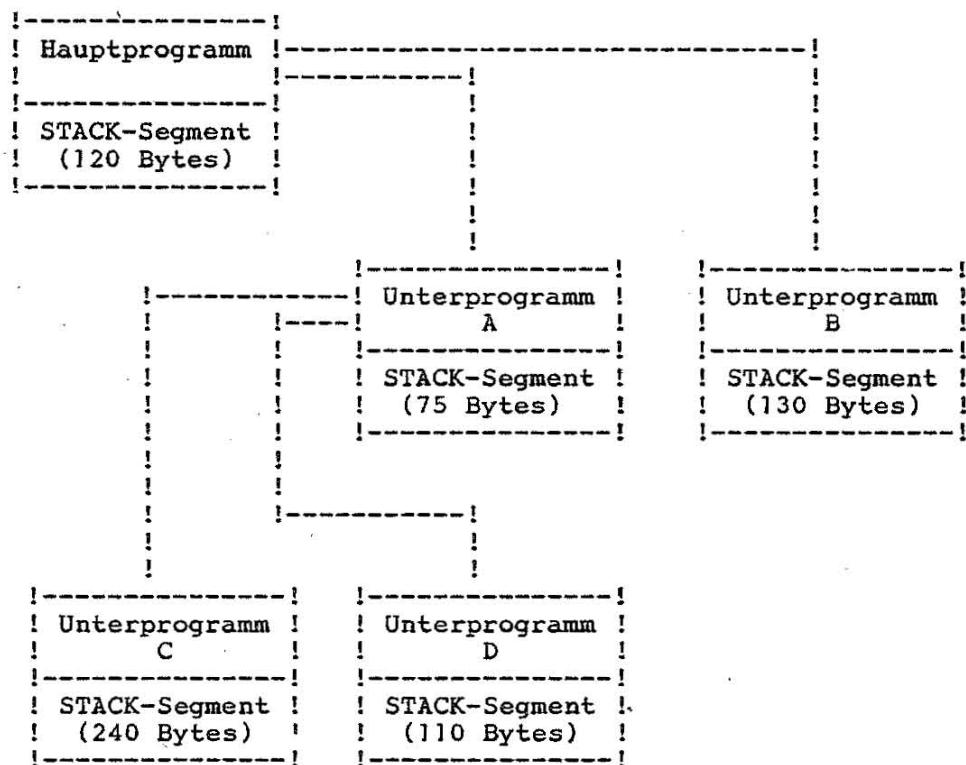 Hauptprogramm
STACK-Segment
(120 Bytes)
Unterprogramm
A
STACK-Segment
(75 Bytes)
Unterprogramm
B
STACK-Segment
(130 Bytes)
Unterprogramm
C
STACK-Segment
(240 Bytes)
Unterprogramm
D
STACK-Segment
(110 Bytes)